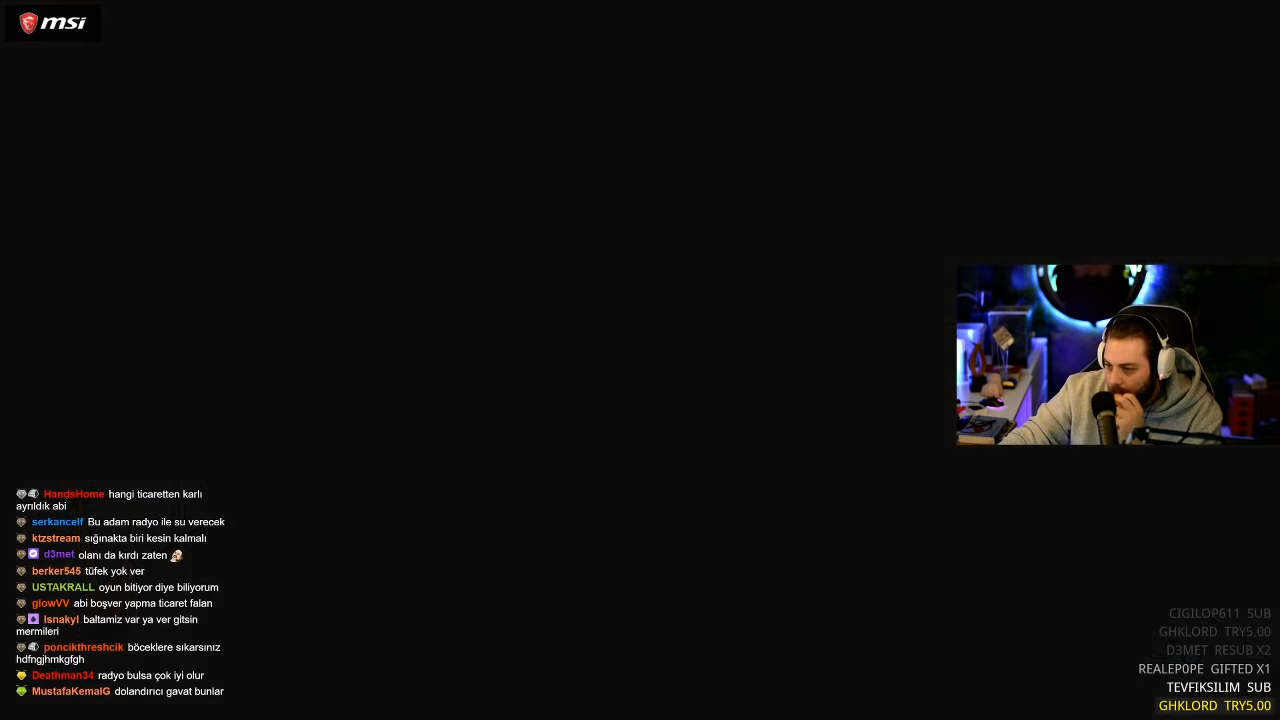 msi
HandsHome hangi ticaretten karlı
ayrıldık abi
serkancelf Bu adam radyo ile su verecek
ktzstream sığınakta biri kesin kalmalı
d3met olanı da kırdı zaten
berker545 tüfek yok ver
USTAKRALL oyun bitiyor diye biliyorum
glowVV abi boşver yapma ticaret falan
Isnakyl baltamiz var ya ver gitsin
mermileri
poncikthreshcik böceklere sıkarsınız
hdfngjhmkgfgh
Deathman34 radyo bulsa çok iyi olur
MustafaKemalG dolandırıcı gavat bunlar
CIGILOP611 SUB
GHKLORD TRY5.00
D3MET RESUB X2
REALEP0PE GIFTED X1
TEVFIKSILIM SUB
GHKLORD TRY5.00